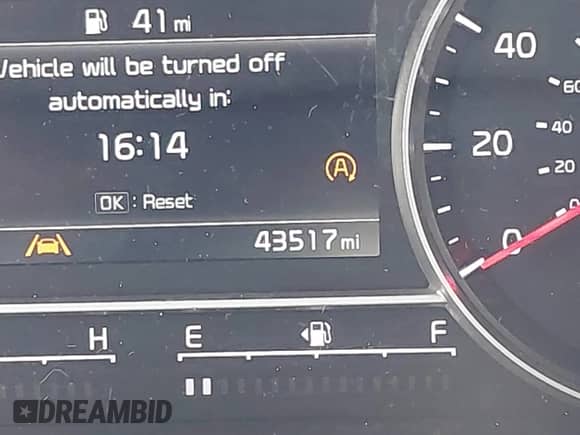 41 mi
Vehicle will be turned off
automatically in:
16:14
A
OK : Reset
43517 mi
H E F
40
60
40
20
20
0
0
DREAMBID